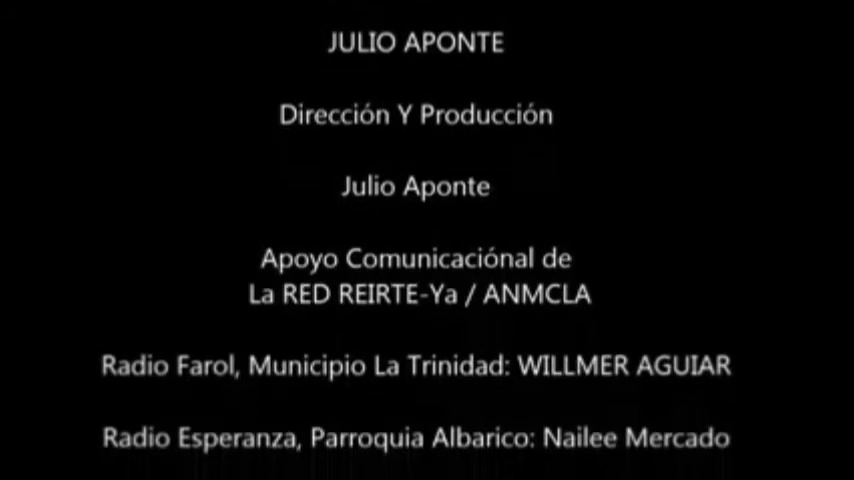 JULIO APONTE
Dirección Y Producción
Julio Aponte
Apoyo Comunicaciónal de
La RED REIRTE-Ya / ANMCLA
Radio Farol, Municipio La Trinidad: WILLMER AGUIAR
Radio Esperanza, Parroquia Albarico: Nailee Mercado